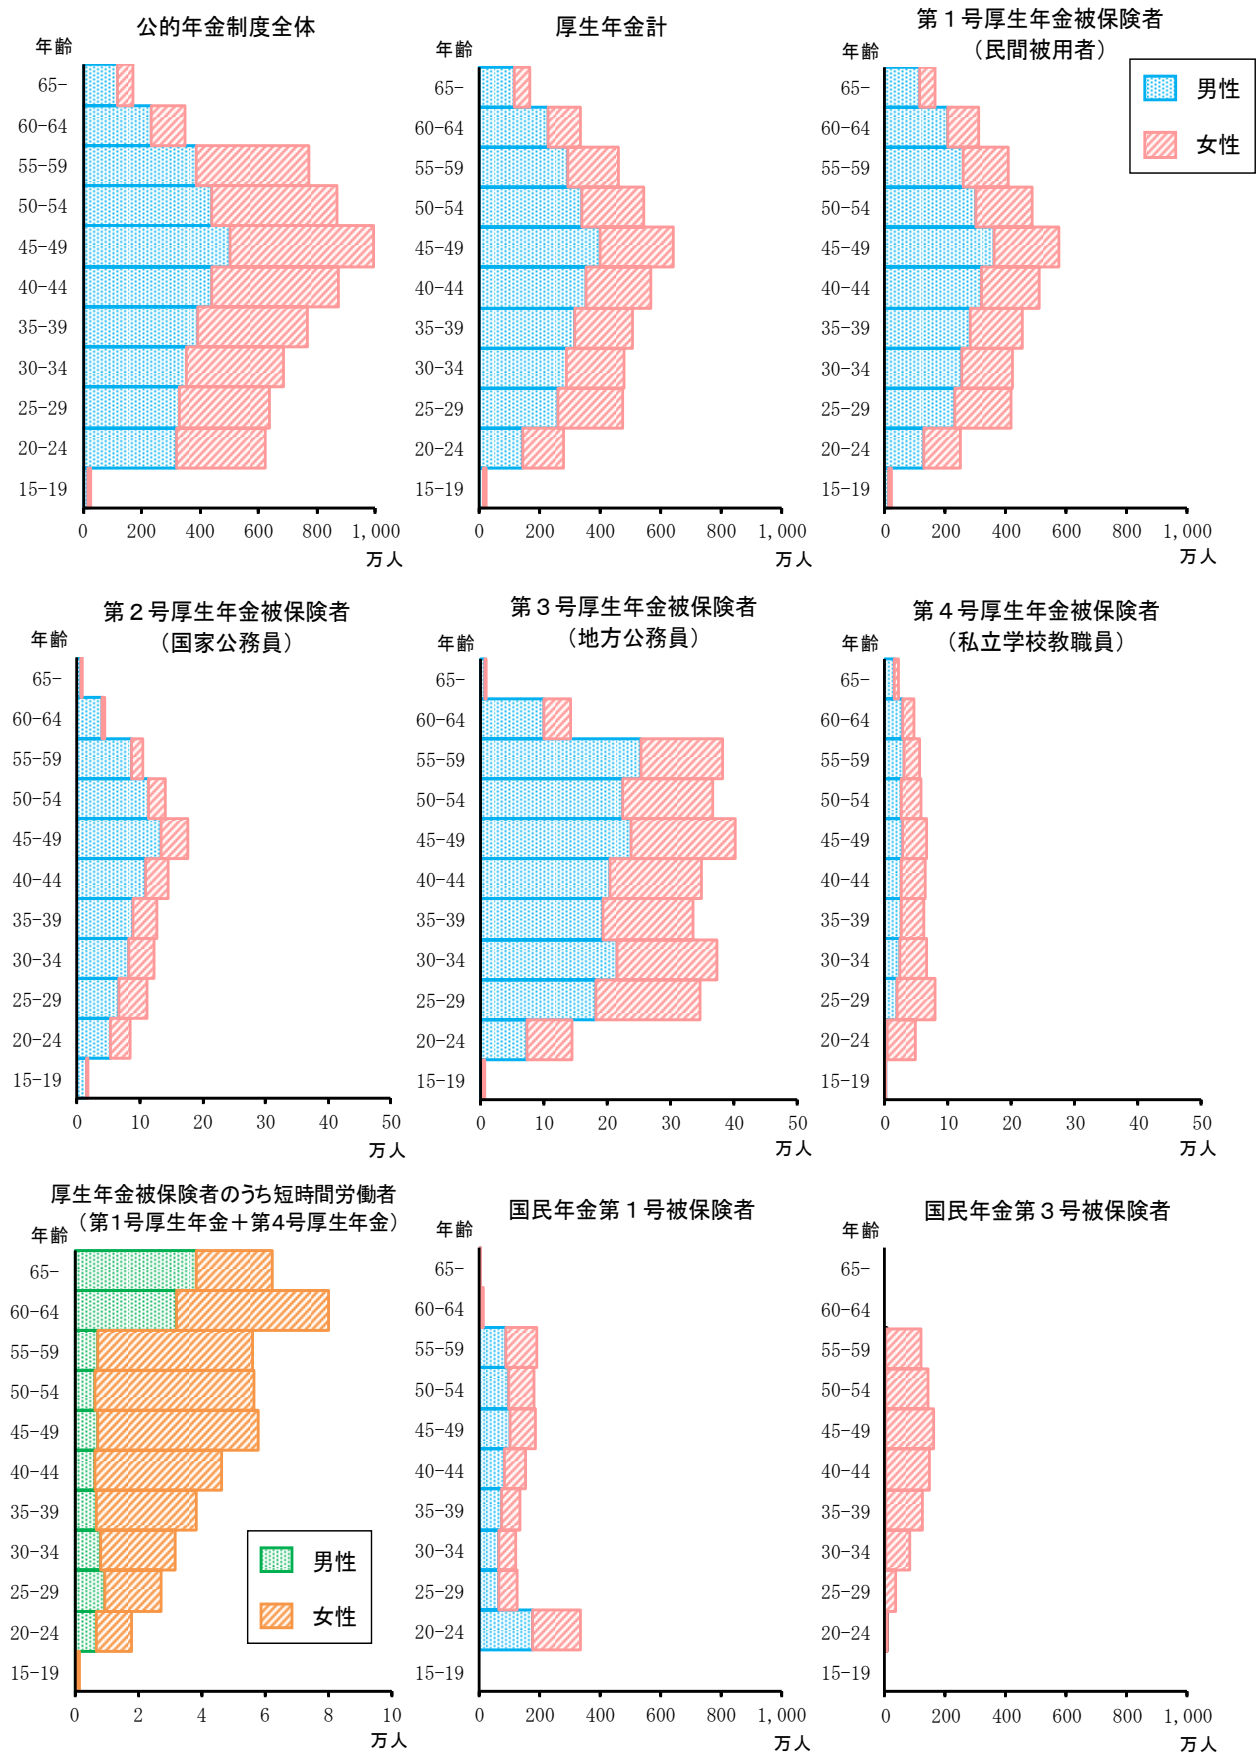 公的年金制度全体
年齢
65-
60-64
55-59
50-54
45-49
40-44
35-39
30-34
25-29
20-24
15-19
0 200 400 600 800 1,000
万人
厚生年金計
年齢
65-
60-64
55-59
50-54
45-49
40-44
35-39
30-34
25-29
20-24
15-19
0 200 400 600 800 1,000
万人
第1号厚生年金被保険者
（民間被用者）
年齢
男性
女性
65-
60-64
55-59
50-54
45-49
40-44
35-39
30-34
25-29
20-24
15-19
0 200 400 600 800 1,000
万人
第2号厚生年金被保険者
（国家公務員）
年齢
65-
60-64
55-59
50-54
45-49
40-44
35-39
30-34
25-29
20-24
15-19
0 10 20 30 40 50
万人
第3号厚生年金被保険者
（地方公務員）
年齢
65-
60-64
55-59
50-54
45-49
40-44
35-39
30-34
25-29
20-24
15-19
0 10 20 30 40 50
万人
第4号厚生年金被保険者
（私立学校教職員）
年齢
65-
60-64
55-59
50-54
45-49
40-44
35-39
30-34
25-29
20-24
15-19
0 10 20 30 40 50
万人
厚生年金被保険者のうち短時間労働者
（第1号厚生年金＋第4号厚生年金）
年齢
65-
60-64
55-59
50-54
45-49
40-44
35-39
30-34
25-29
20-24
15-19
男性
女性
0 2 4 6 8 10
万人
国民年金第1号被保険者
年齢
65-
60-64
55-59
50-54
45-49
40-44
35-39
30-34
25-29
20-24
15-19
0 200 400 600 800 1,000
万人
国民年金第3号被保険者
年齢
65-
60-64
55-59
50-54
45-49
40-44
35-39
30-34
25-29
20-24
15-19
0 200 400 600 800 1,000
万人